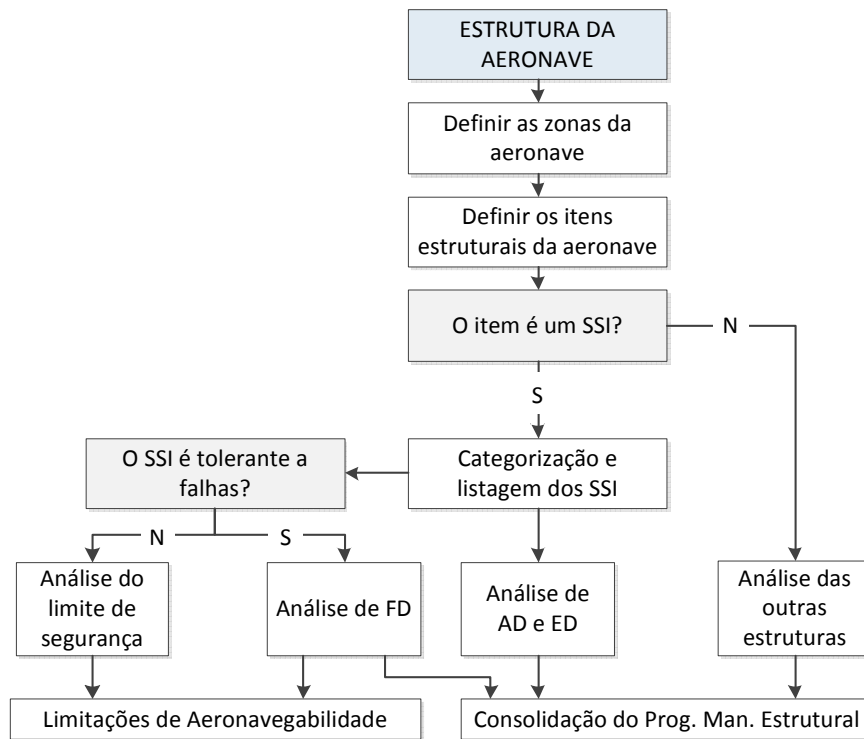 ESTRUTURA DA
AERONAVE
Definir as zonas da
aeronave
Definir os itens
estruturais da aeronave
O item é um SSI?
N
S
O SSI é tolerante a
falhas?
Categorização e
listagem dos SSI
N
S
Análise do
limite de
segurança
Análise de FD
Análise de
AD e ED
Análise das
outras
estruturas
Limitações de Aeronavegabilidade
Consolidação do Prog. Man. Estrutural